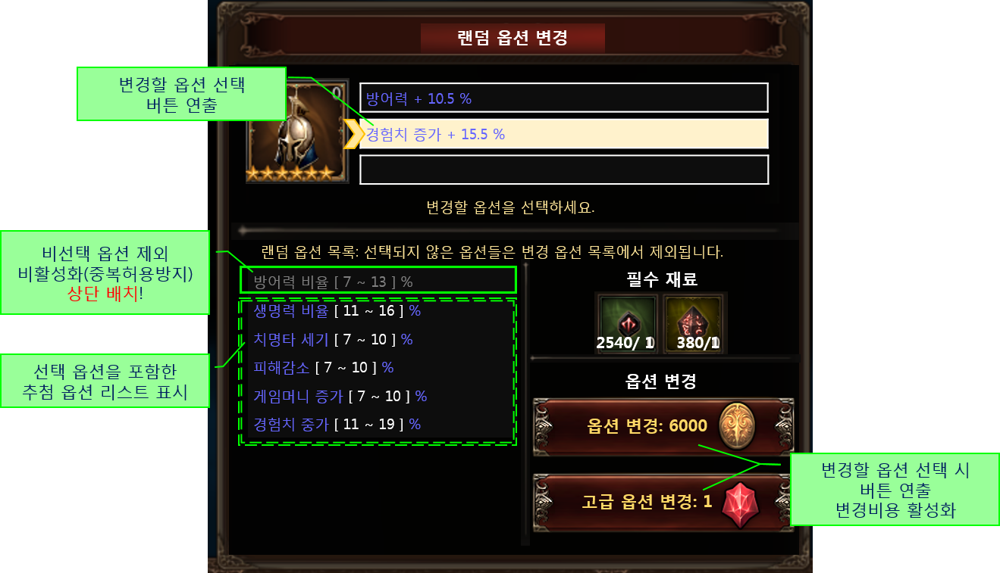 랜덤 옵션 변경
변경할 옵션 선택
버튼 연출
0
방어력 + 10.5 %
경험치 증가 + 15.5 %
변경할 옵션을 선택하세요.
비선택 옵션 제외
비활성화(중복허용방지)
상단 배치!
랜덤 옵션 목록: 선택되지 않은 옵션들은 변경 옵션 목록에서 제외됩니다.
방어력 비율 [ 7 ~ 13 ] %
생명력 비율 [ 11 ~ 16 ] %
치명타 세기 [ 7 ~ 10 ] %
피해감소 [ 7 ~ 10 ] %
게임머니 증가 [ 7 ~ 10 ] %
경험치 중가 [ 11 ~ 19 ] %
선택 옵션을 포함한
추첨 옵션 리스트 표시
필수 재료
2540/ 1
380/1
옵션 변경
옵션 변경: 6000
고급 옵션 변경: 1
변경할 옵션 선택 시
버튼 연출
변경비용 활성화